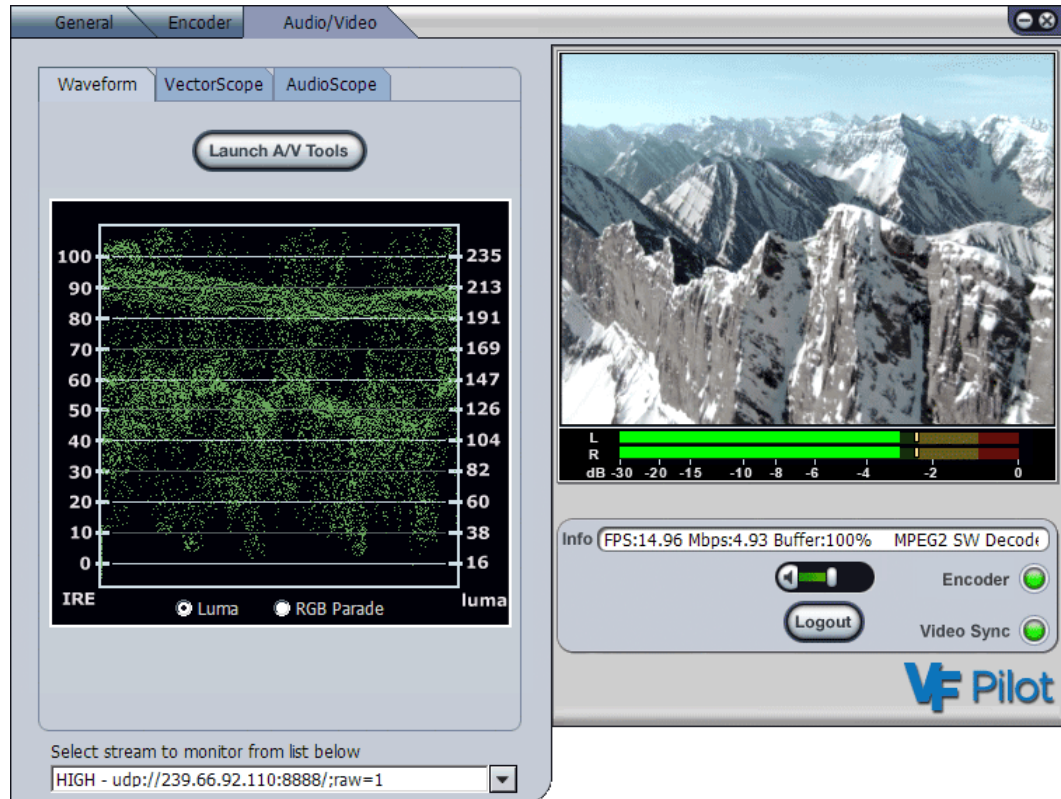 General Encoder Audio/Video
Waveform VectorScope AudioScope
Launch A/V Tools
100 235
90 213
80 191
70 169
60 147
50 126
40 104
30 82
20 60
10 38
0 16
IRE luma
Luma RGB Parade
Select stream to monitor from list below
HIGH - udp://239.66.92.110:8888/;raw=1
L
R
dB -30 -20 -15 -10 -8 -6 -4 -2 0
Info FPS:14.96 Mbps:4.93 Buffer:100% MPEG2 SW Decode
Encoder
Logout
Video Sync
VF Pilot